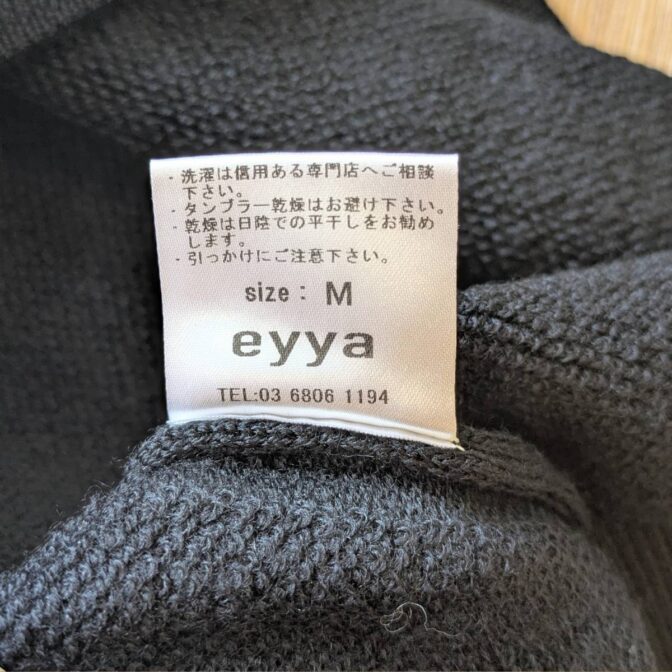 - 洗濯は信用ある専門店へご相談
下さい。
- タンブラー乾燥はお避け下さい。
- 乾燥は日陰での平干しをお勧め
します。
- 引っかけにご注意下さい。
size : M
eyya
TEL:03 6806 1194